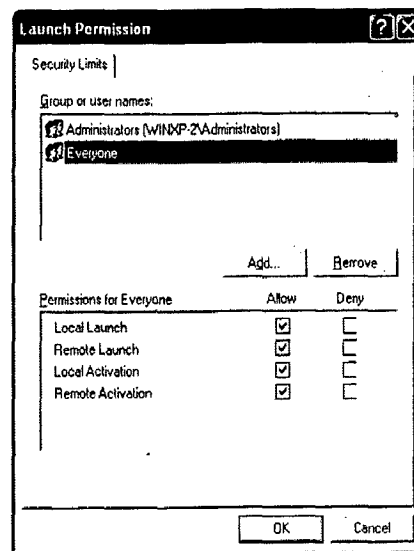 Launch Permission
Security Limits
Group or user names:
Administrators (WINXP-2\Administrators)
Everyone
Add... Remove
Permissions for Everyone Allow Deny
Local Launch
Remote Launch
Local Activation
Remote Activation
OK Cancel